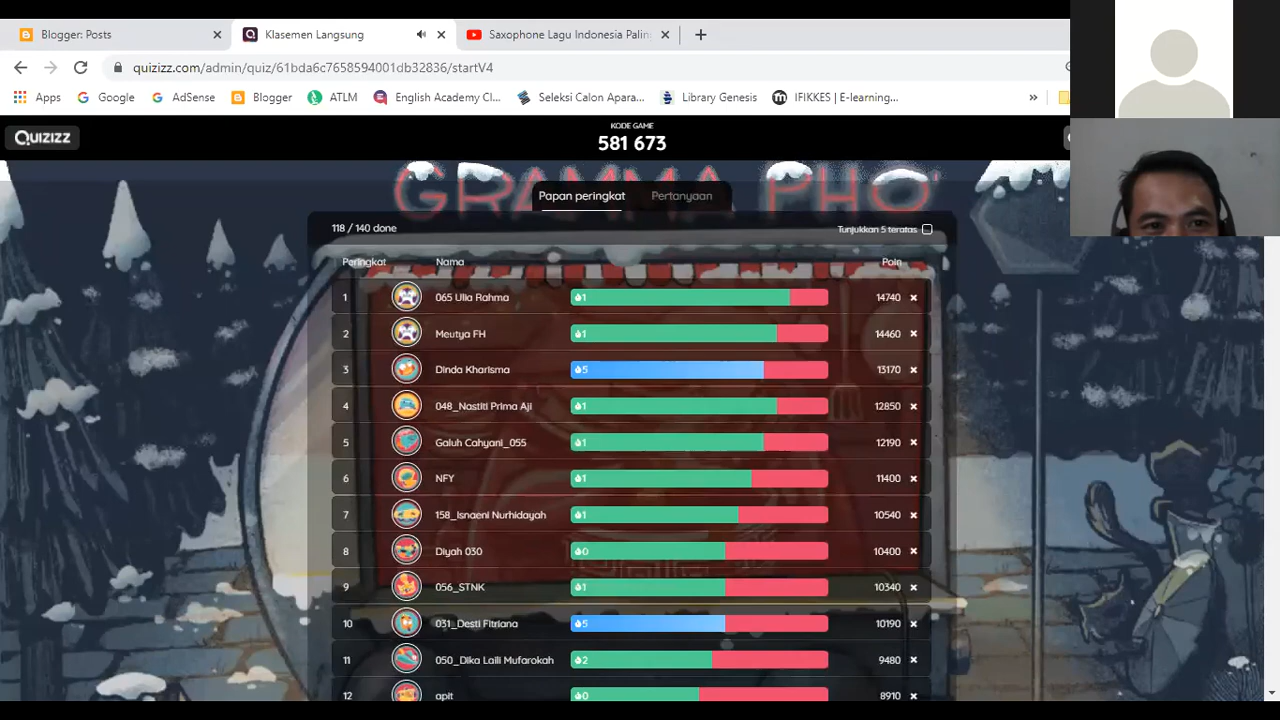 Blogger: Posts
Klasemen Langsung
Saxophone Lagu Indonesia Palin
quizizz.com/admin/quiz/61bda6c7658594001db32836/startV4
Apps Google AdSense Blogger ATLM English Academy Cl... Seleksi Calon Apara... Library Genesis IFIKKES | E-learning... »
QUIZIZZ
KODE GAME
581 673
GRAMMA PHO'
Papan peringkat Pertanyaan
118 / 140 done Tunjukkan 5 teratas
Peringkat Nama Poin
1 065 Ulia Rahma 1 14740
2 Meutya FH 1 14460
3 Dinda Kharisma 5 13170
4 048_Nastiti Prima Aji 1 12850
5 Galuh Cahyani_055 1 12190
6 NFY 1 11400
7 158_Isnaeni Nurhidayah 1 10540
8 Diyah 030 0 10400
9 056_STNK 1 10340
10 031_Desti Fitriana 5 10190
11 050_Dika Laili Mufarokah 2 9480
12 apit 0 8910